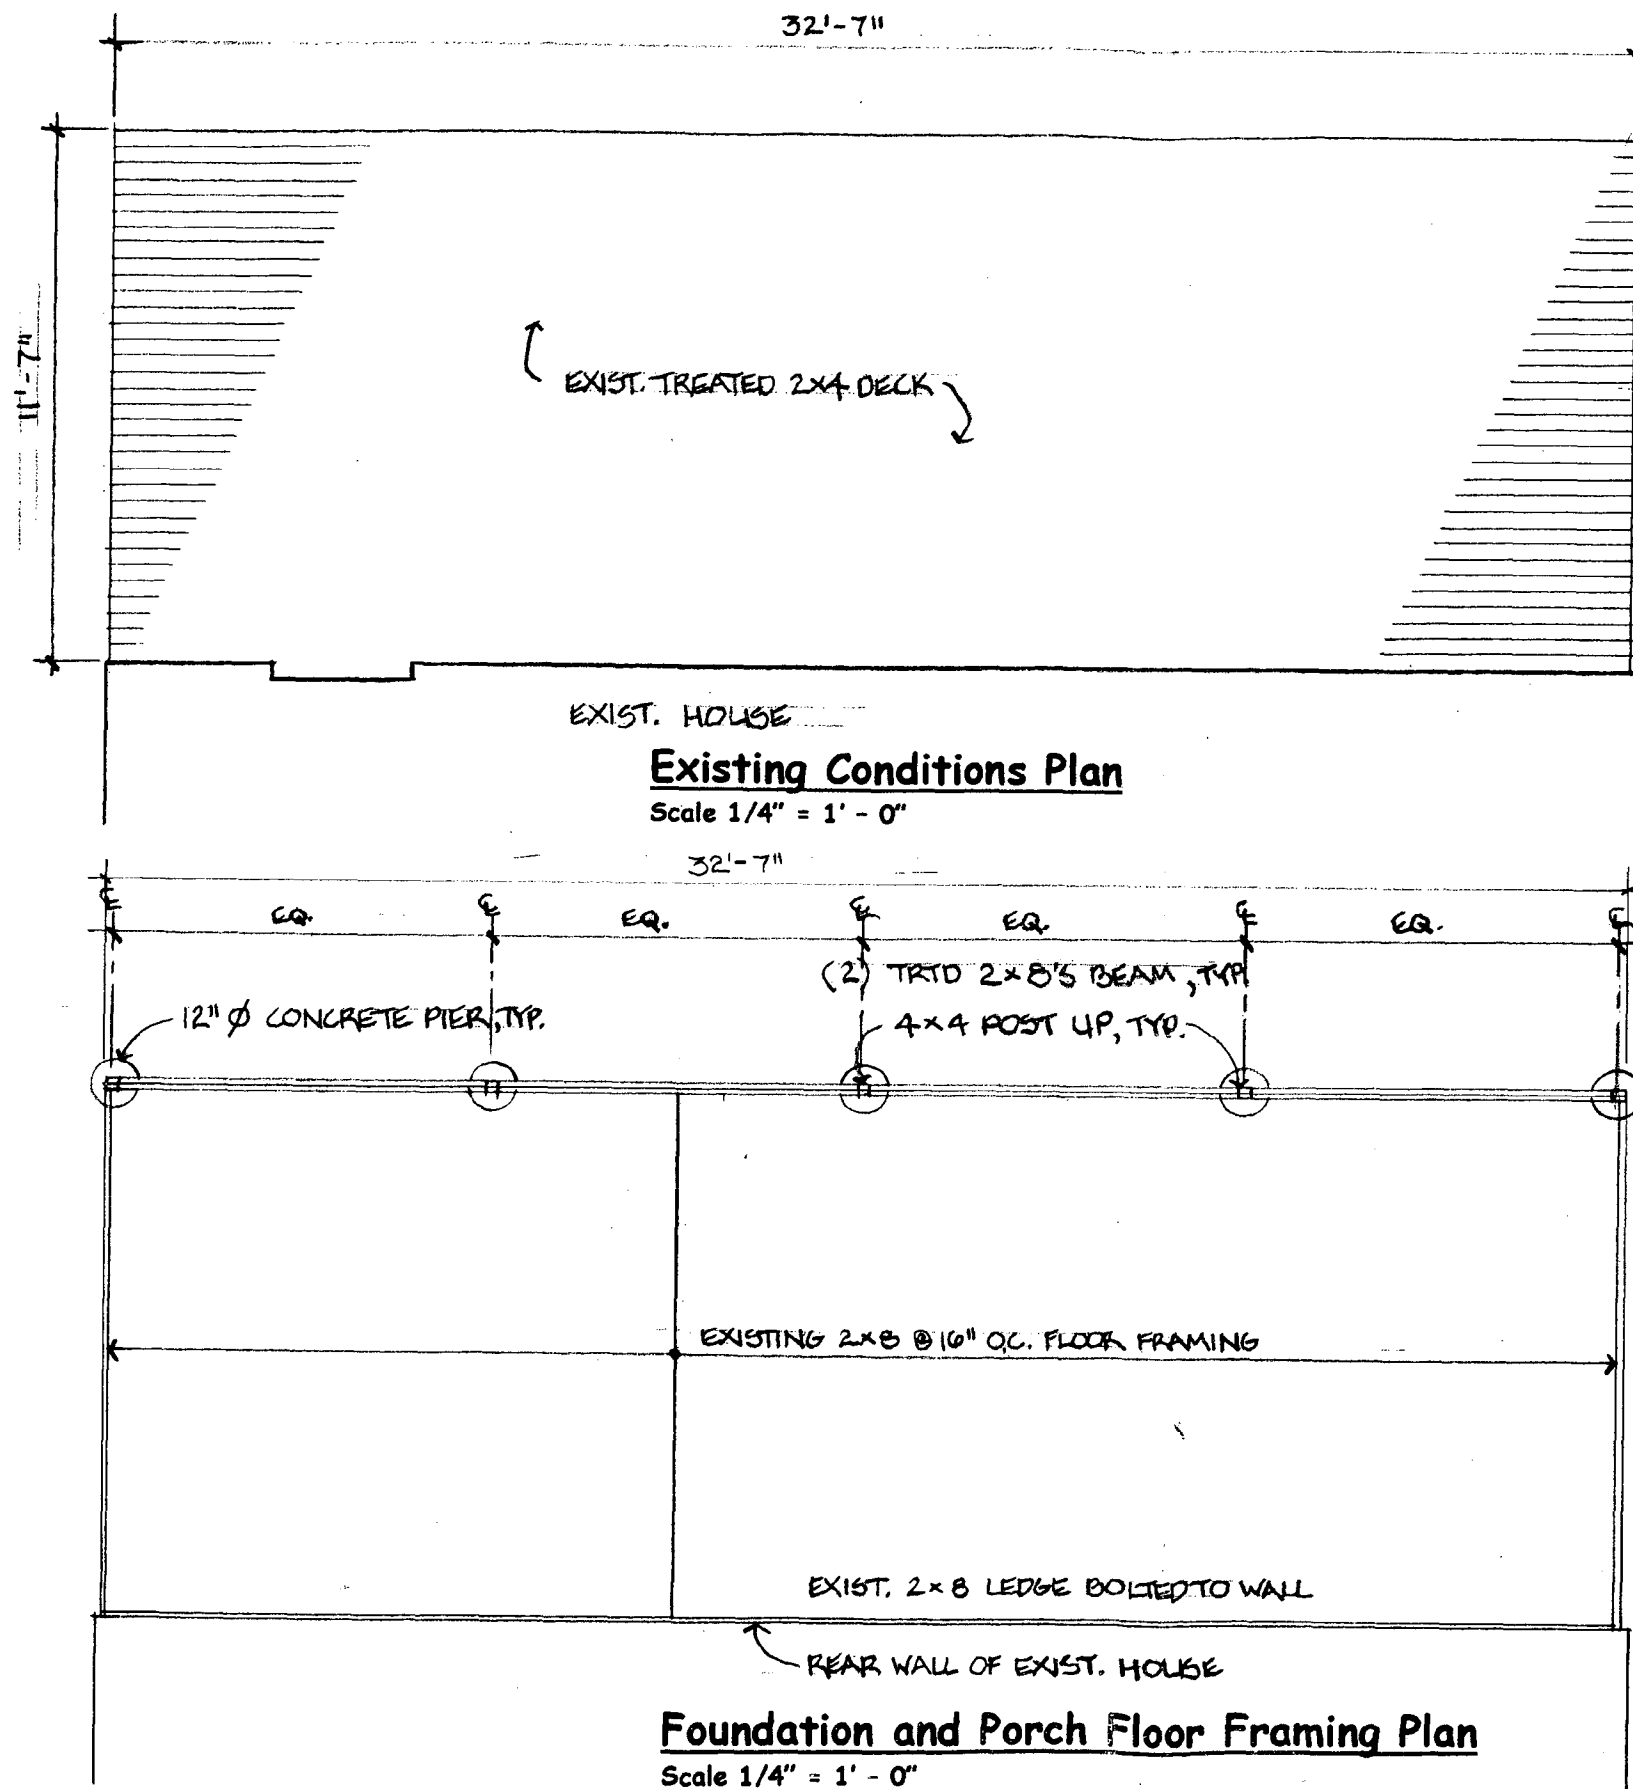 32'-7"
11'-7"
EXIST. TREATED 2x4 DECK
EXIST. HOUSE
Existing Conditions Plan
Scale 1/4" = 1' - 0"
32'-7"
℄ EQ. ℄ EQ. ℄ EQ. ℄ EQ. ℄
(2) TRTD 2x8'S BEAM, TYP.
12" Ø CONCRETE PIER, TYP.
4x4 POST UP, TYP.
EXISTING 2x8 @ 16" O.C. FLOOR FRAMING
EXIST. 2x8 LEDGE BOLTED TO WALL
REAR WALL OF EXIST. HOUSE
Foundation and Porch Floor Framing Plan
Scale 1/4" = 1' - 0"